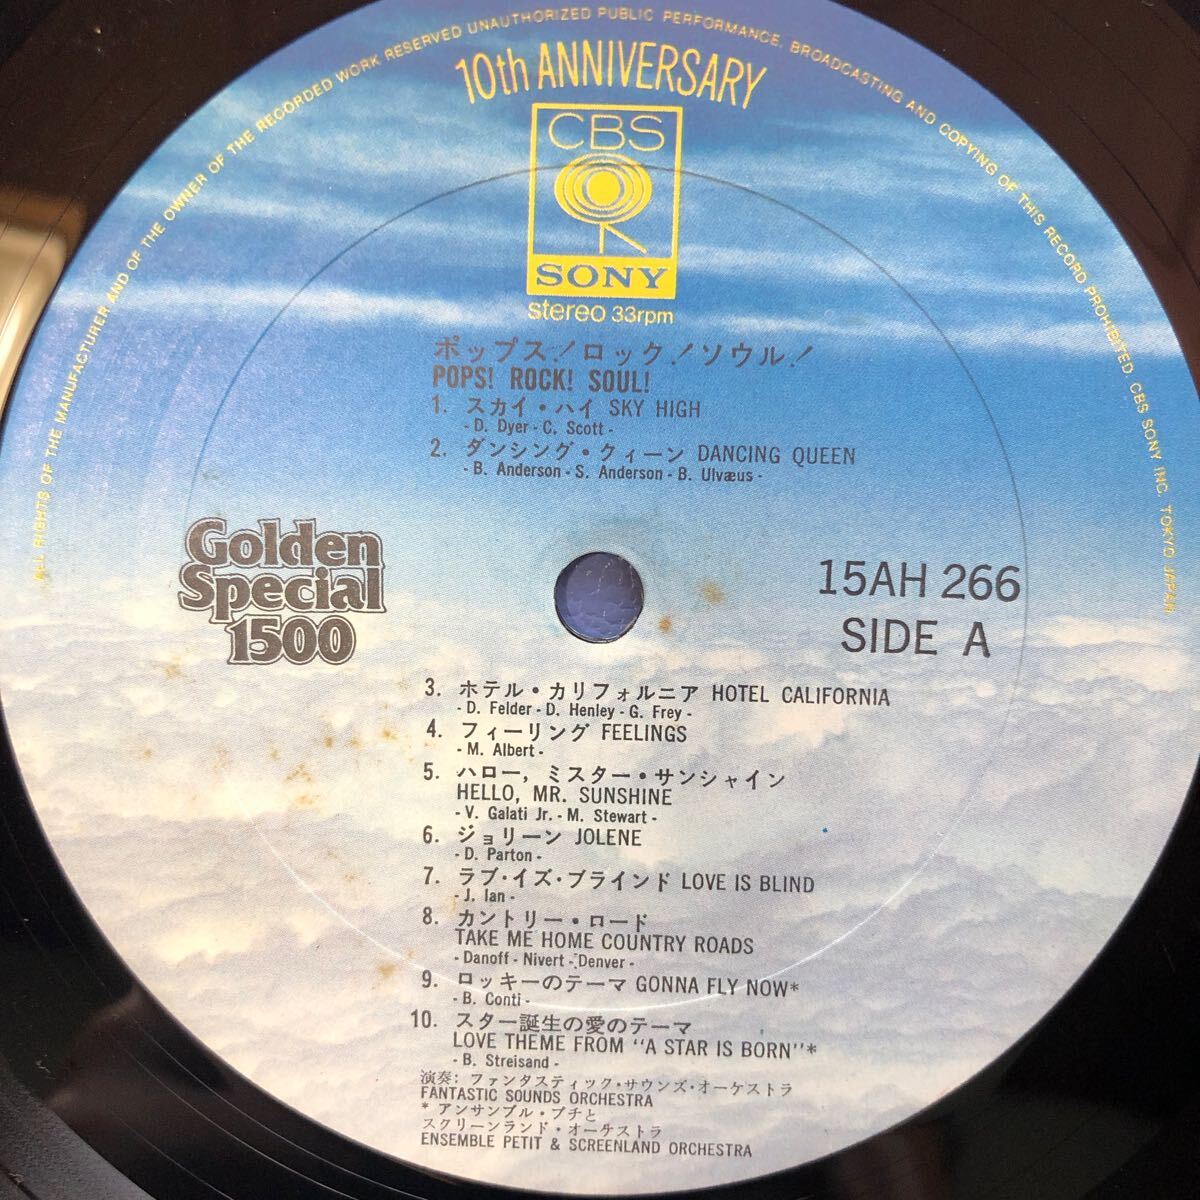 ALL RIGHTS OF THE MANUFACTURER AND OF THE OWNER OF THE RECORDED WORK RESERVED UNAUTHORIZED PUBLIC PERFORMANCE, BROADCASTING AND COPYING OF THIS RECORD PROHIBITED. CBS SONY INC. TOKYO JAPAN
10th ANNIVERSARY
CBS
SONY
stereo 33rpm
ポップス!ロック!ソウル!
POPS! ROCK! SOUL!
1. スカイ・ハイ SKY HIGH
- D. Dyer - C. Scott -
2. ダンシング・クィーン DANCING QUEEN
- B. Anderson - S. Anderson - B. Ulvæus -
Golden
Special
1500
15AH 266
SIDE A
3. ホテル・カリフォルニア HOTEL CALIFORNIA
- D. Felder - D. Henley - G. Frey -
4. フィーリング FEELINGS
- M. Albert -
5. ハロー, ミスター・サンシャイン
HELLO, MR. SUNSHINE
- V. Galati Jr. - M. Stewart -
6. ジョリーン JOLENE
- D. Parton -
7. ラブ・イズ・ブラインド LOVE IS BLIND
- J. Ian -
8. カントリー・ロード
TAKE ME HOME COUNTRY ROADS
- Danoff - Nivert - Denver -
9. ロッキーのテーマ GONNA FLY NOW*
- B. Conti -
10. スター誕生の愛のテーマ
LOVE THEME FROM "A STAR IS BORN"*
- B. Streisand -
演奏: ファンタスティック・サウンズ・オーケストラ
FANTASTIC SOUNDS ORCHESTRA
* アンサンブル・プチと
スクリーンランド・オーケストラ
ENSEMBLE PETIT & SCREENLAND ORCHESTRA